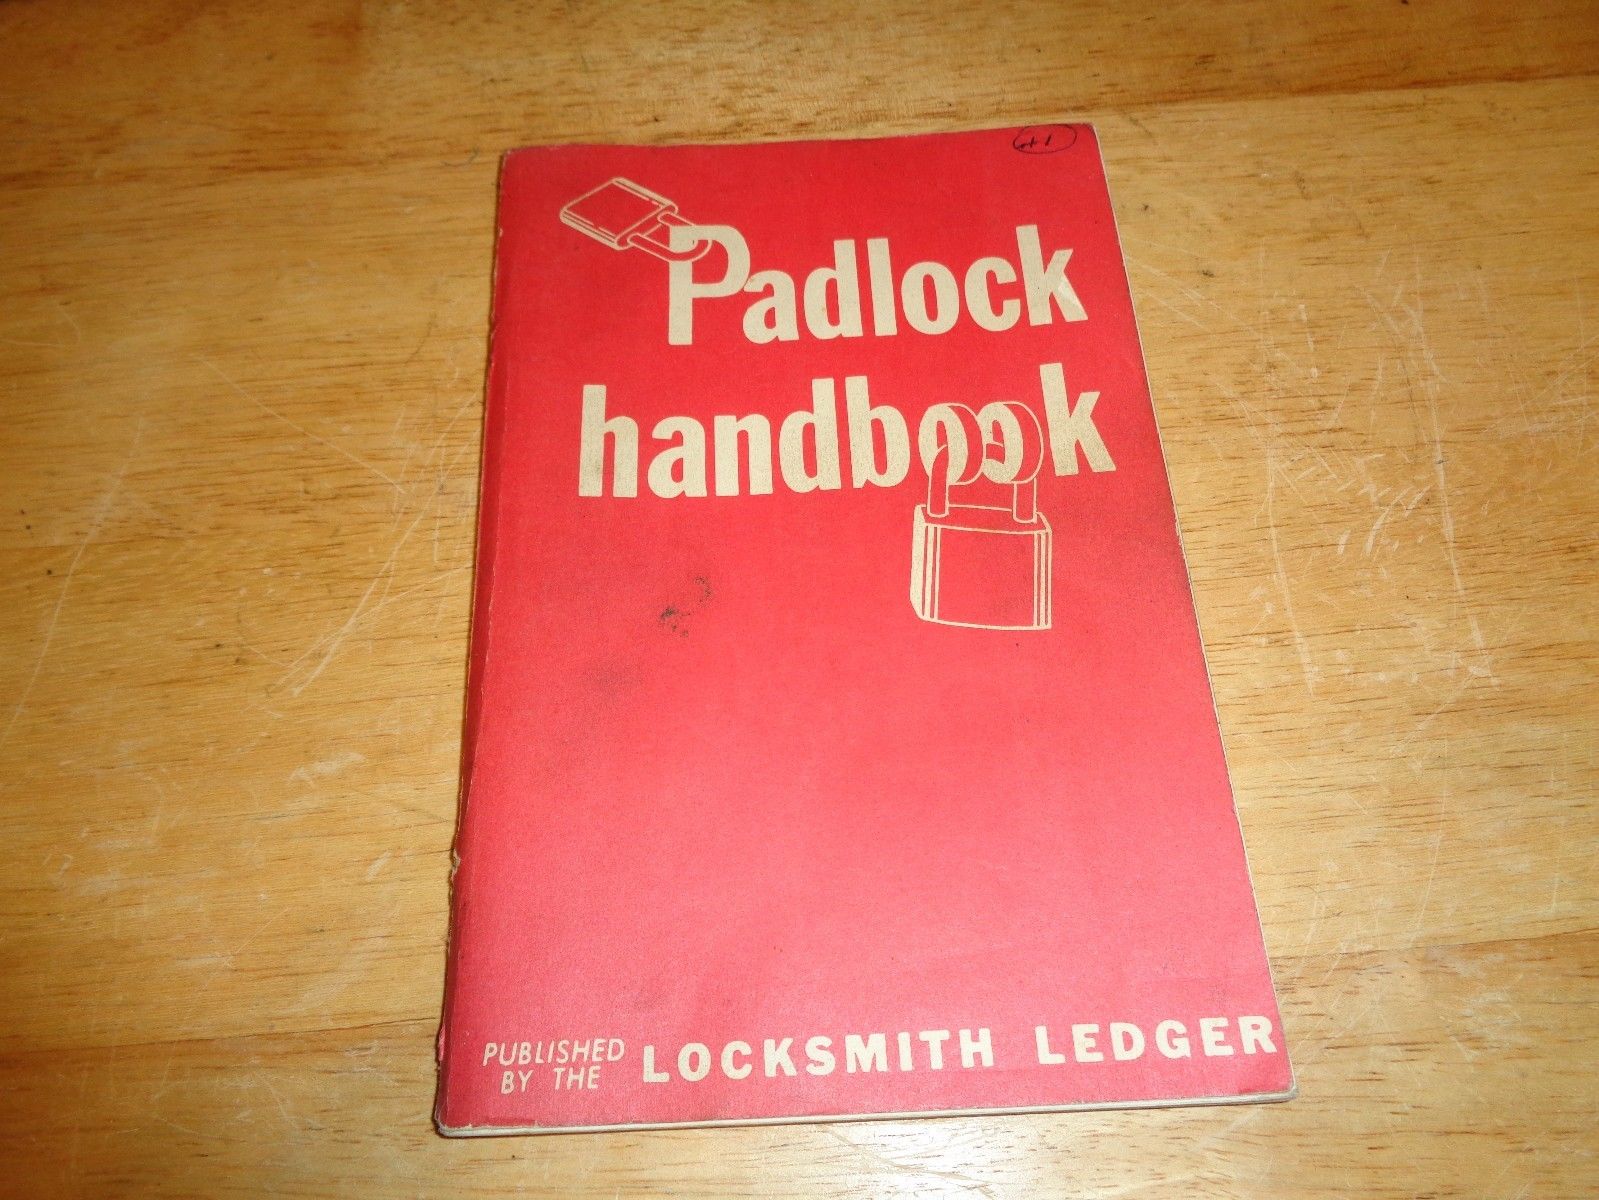 Padlock
handbook
PUBLISHED
BY THE
LOCKSMITH LEDGER